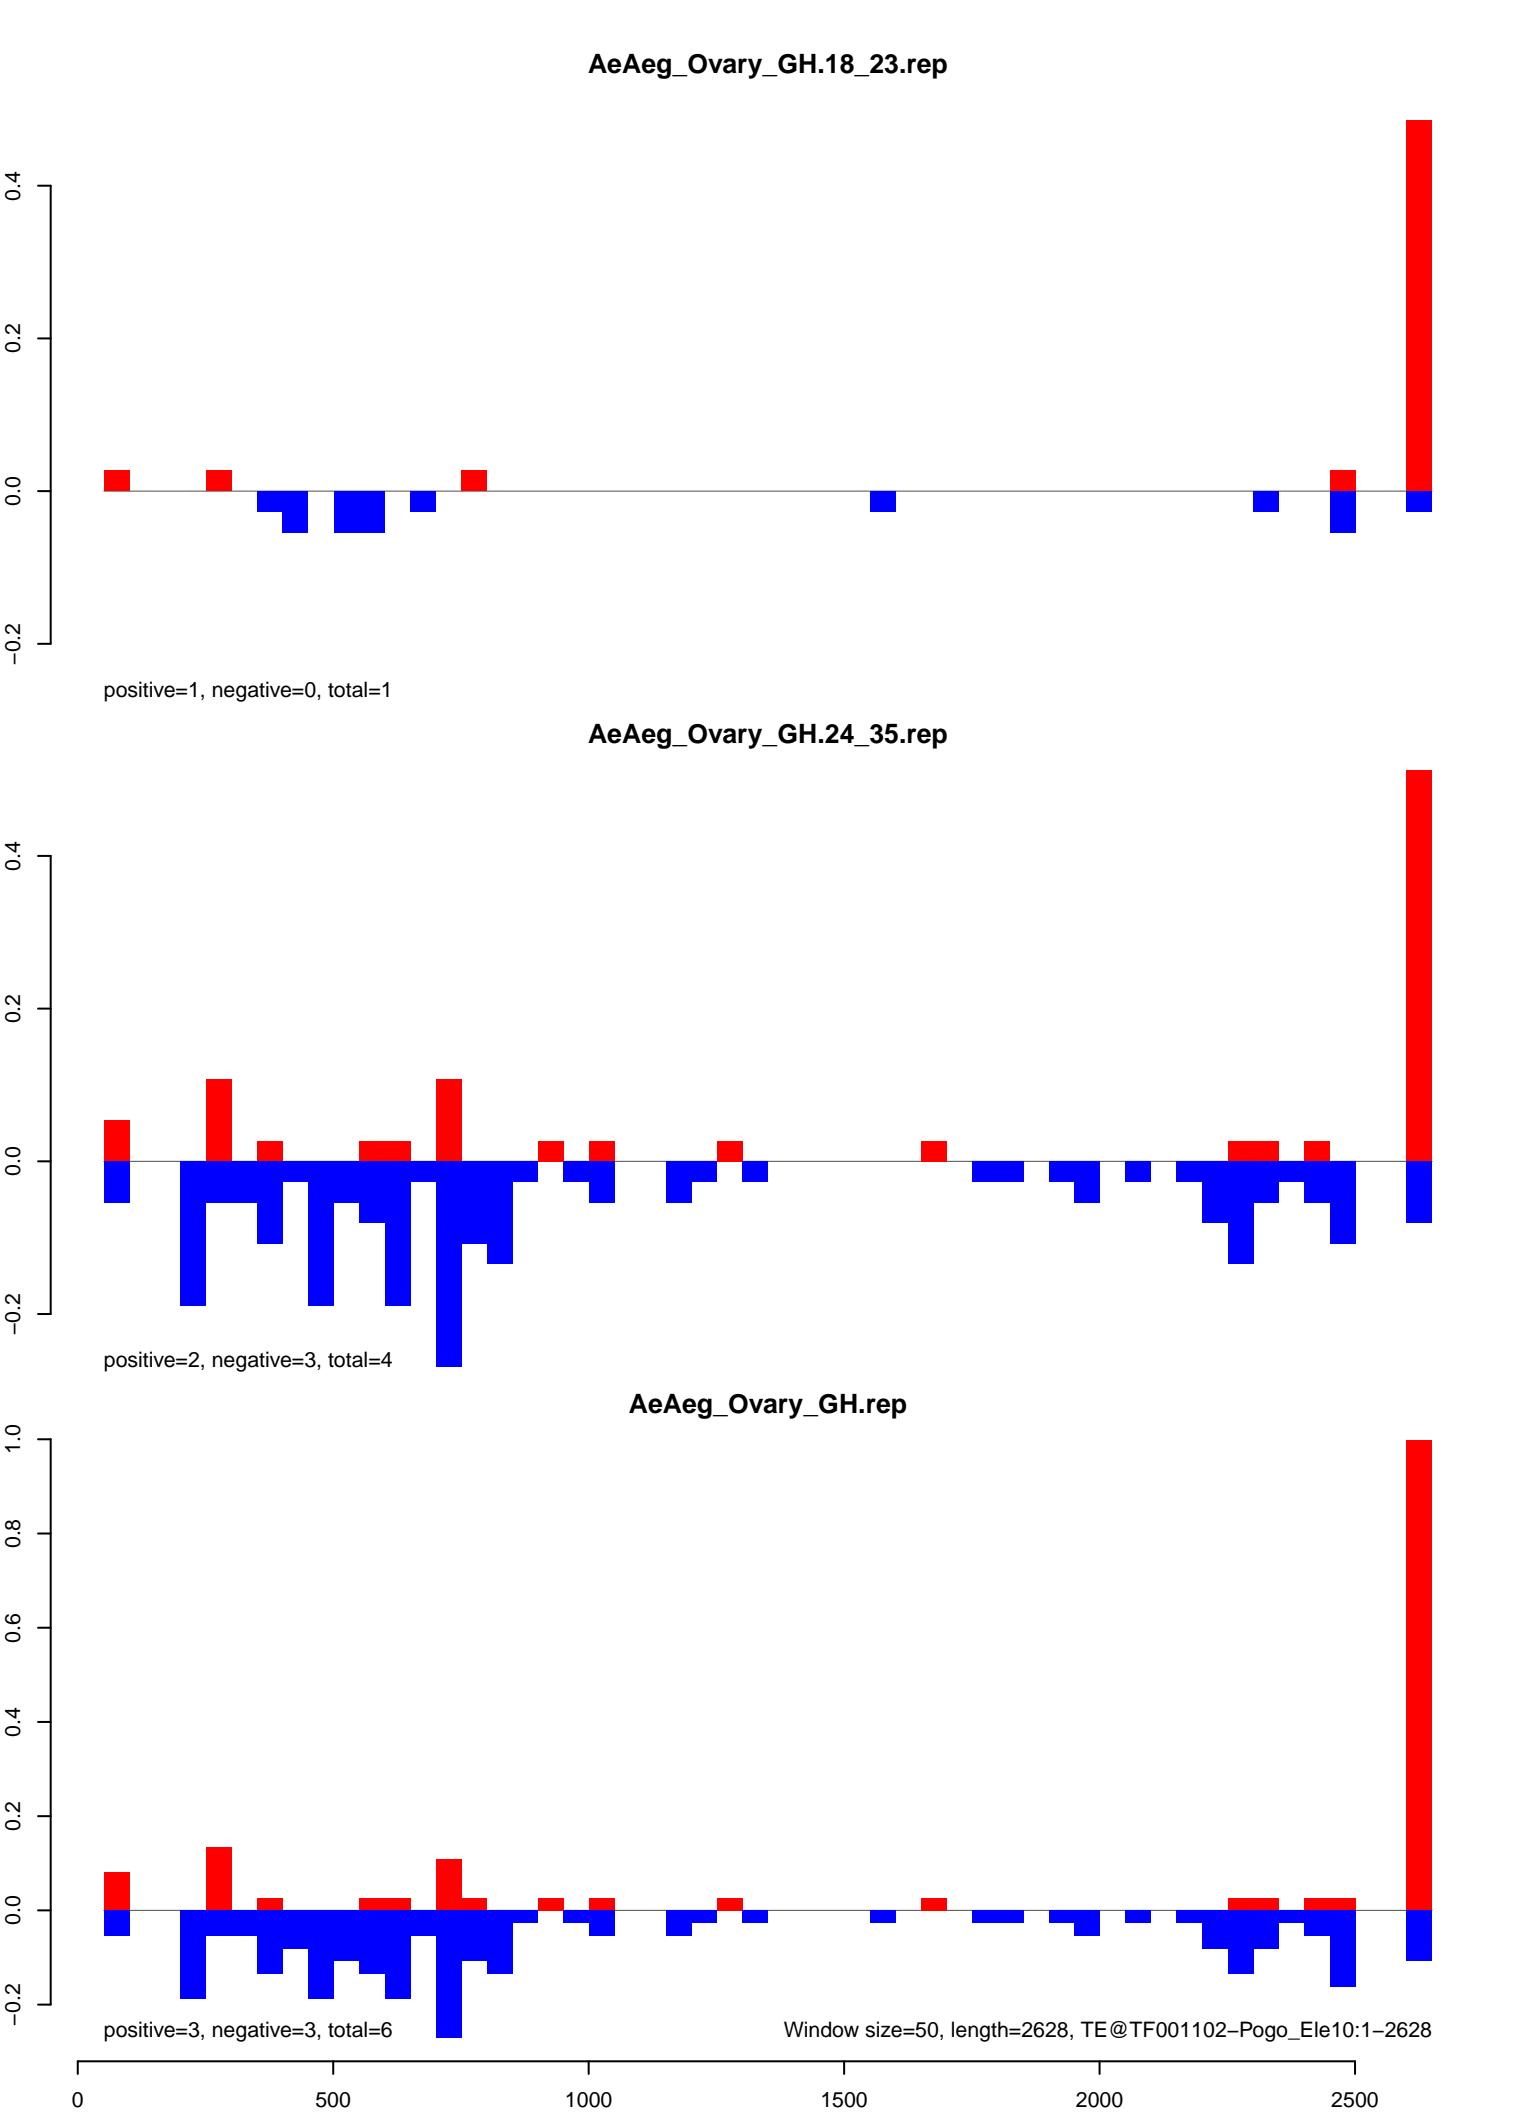 AeAeg_Ovary_GH.18_23.rep
0.4
0.2
0.0
−0.2
positive=1, negative=0, total=1
AeAeg_Ovary_GH.24_35.rep
0.4
0.2
0.0
−0.2
positive=2, negative=3, total=4
AeAeg_Ovary_GH.rep
1.0
0.8
0.6
0.4
0.2
0.0
−0.2
positive=3, negative=3, total=6 Window size=50, length=2628, TE@TF001102−Pogo_Ele10:1−2628
0 500 1000 1500 2000 2500